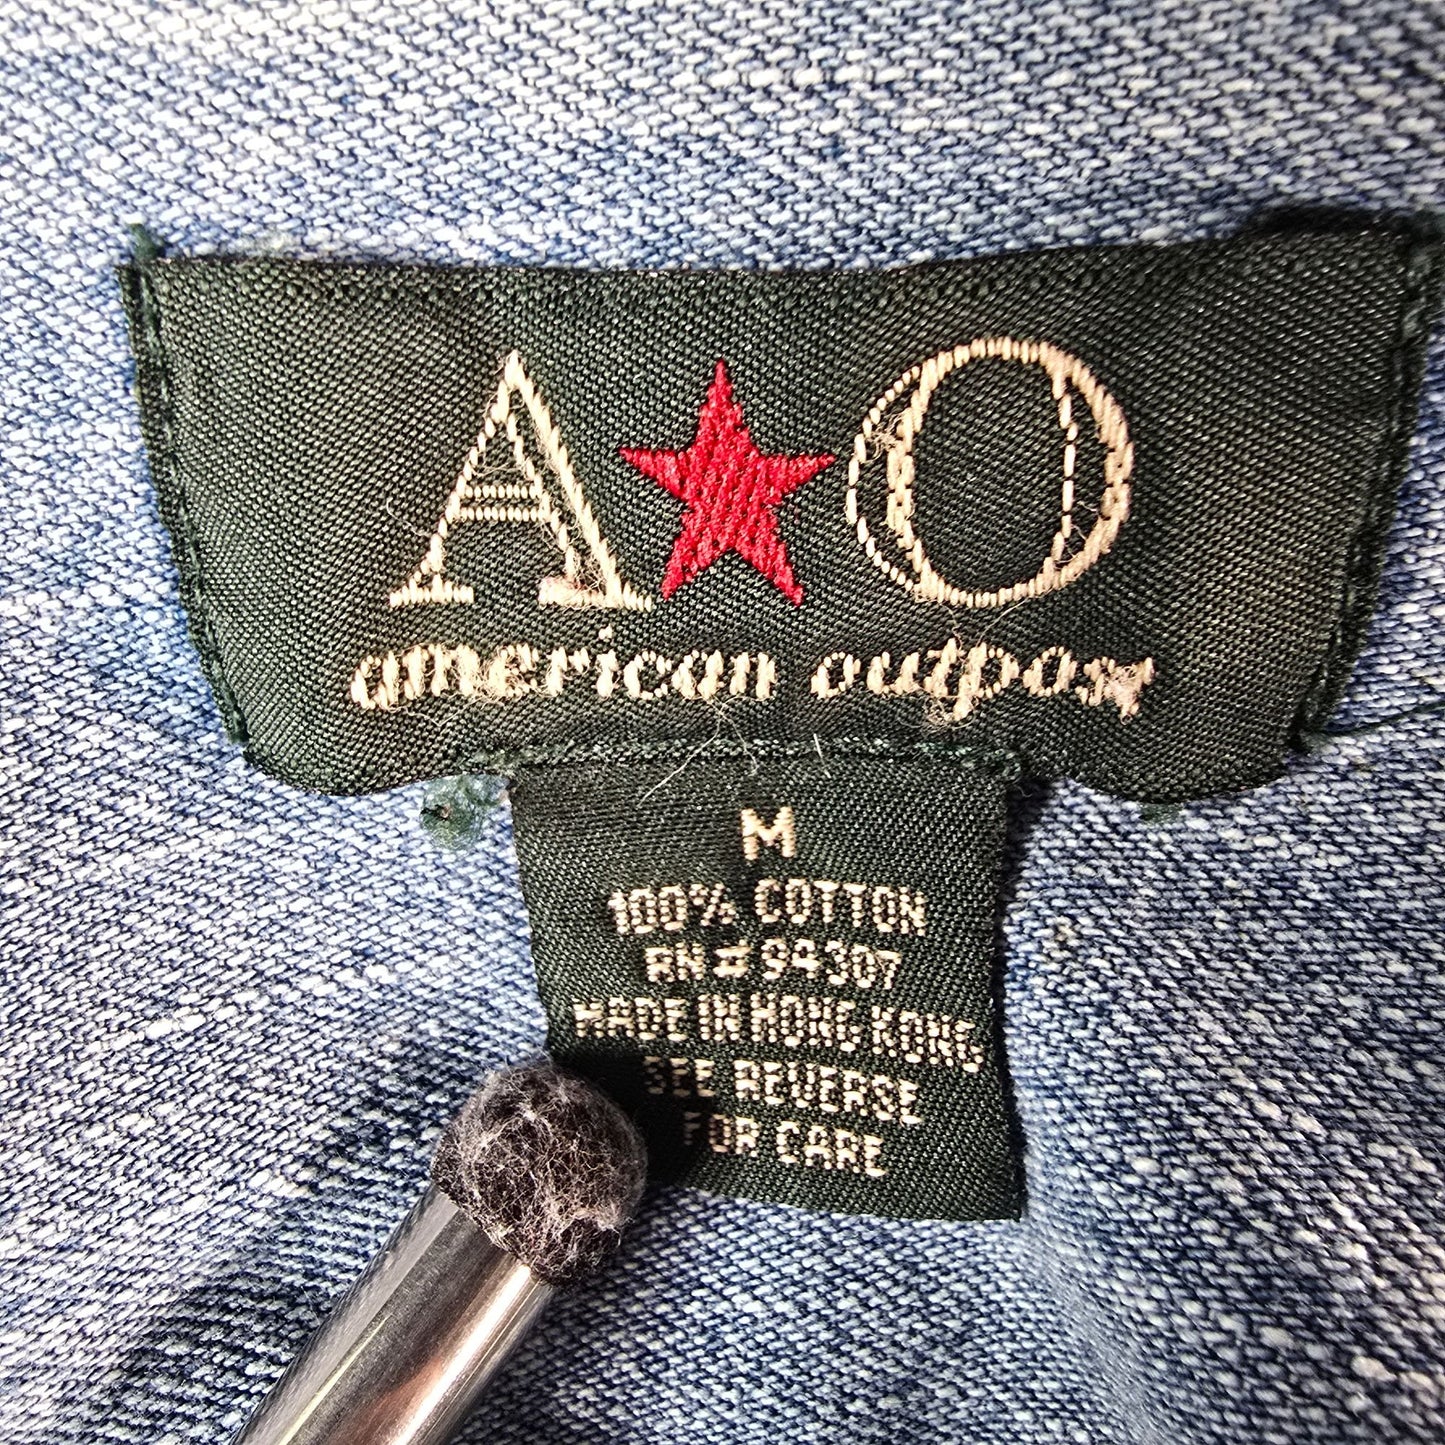 A★O
american outpost
M
100% COTTON
RN# 94307
MADE IN HONG KONG
SEE REVERSE
FOR CARE